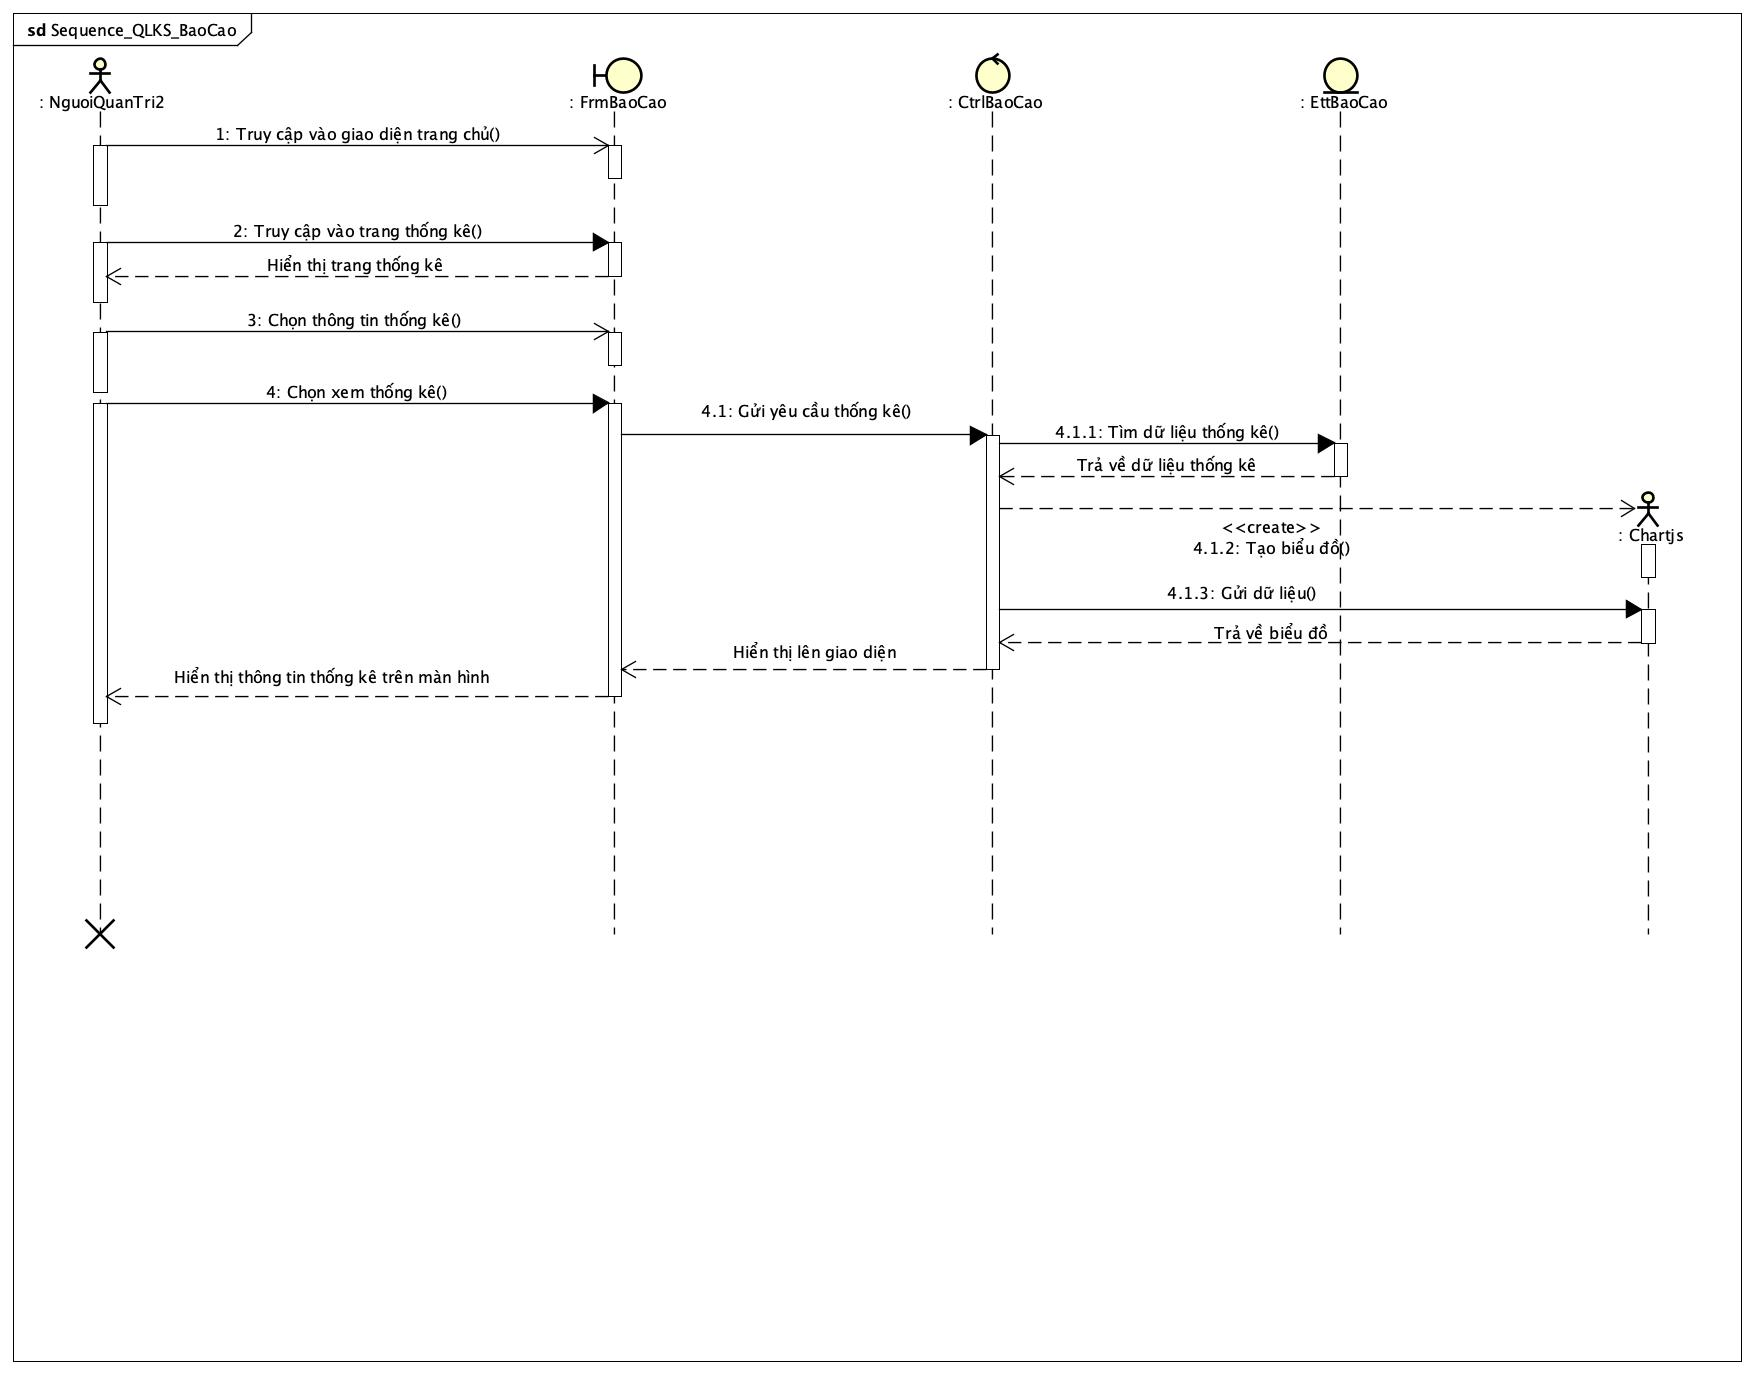 sd Sequence_QLKS_BaoCao
: NguoiQuanTri2
: FrmBaoCao
: CtrlBaoCao
: EttBaoCao
1: Truy cập vào giao diện trang chủ()
2: Truy cập vào trang thống kê()
Hiển thị trang thống kê
3: Chọn thông tin thống kê()
4: Chọn xem thống kê()
4.1: Gửi yêu cầu thống kê()
4.1.1: Tìm dữ liệu thống kê()
Trả về dữ liệu thống kê
<<create>>
4.1.2: Tạo biểu đồ()
: Chartjs
4.1.3: Gửi dữ liệu()
Trả về biểu đồ
Hiển thị lên giao diện
Hiển thị thông tin thống kê trên màn hình